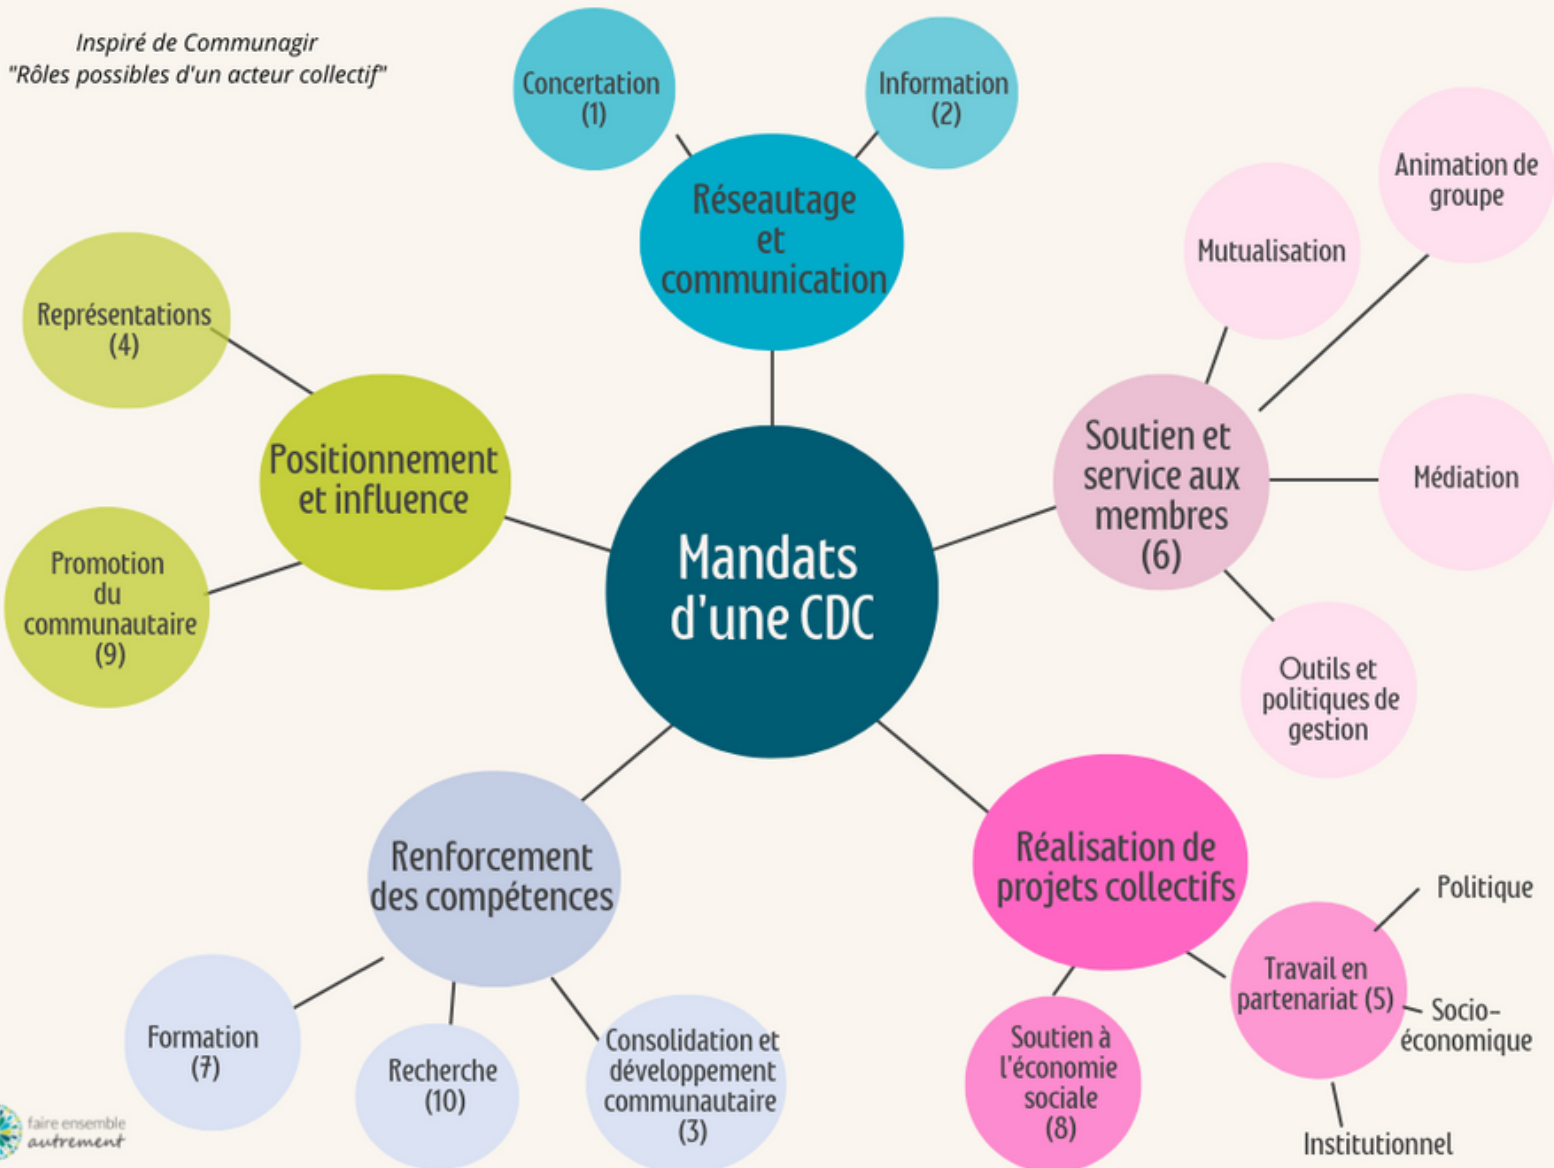 Inspiré de Communagir
"Rôles possibles d'un acteur collectif"
Concertation
(1)
Information
(2)
Réseautage
et
communication
Animation de
groupe
Mutualisation
Médiation
Outils et
politiques de
gestion
Soutien et
service aux
membres
(6)
Représentations
(4)
Positionnement
et influence
Promotion
du
communautaire
(9)
Mandats
d'une CDC
Renforcement
des compétences
Formation
(7)
Recherche
(10)
Consolidation et
développement
communautaire
(3)
Réalisation de
projets collectifs
Soutien à
l'économie
sociale
(8)
Travail en
partenariat (5)
Politique
Socio-
économique
Institutionnel
faire ensemble
autrement